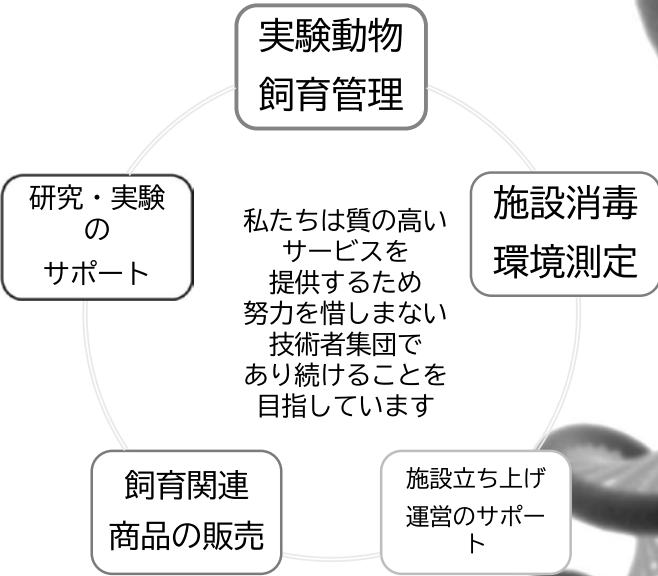 実験動物
飼育管理
研究・実験
の
サポート
施設消毒
環境測定
私たちは質の高い
サービスを
提供するため
努力を惜しまない
技術者集団で
あり続けることを
目指しています
飼育関連
商品の販売
施設立ち上げ
運営のサポー
ト